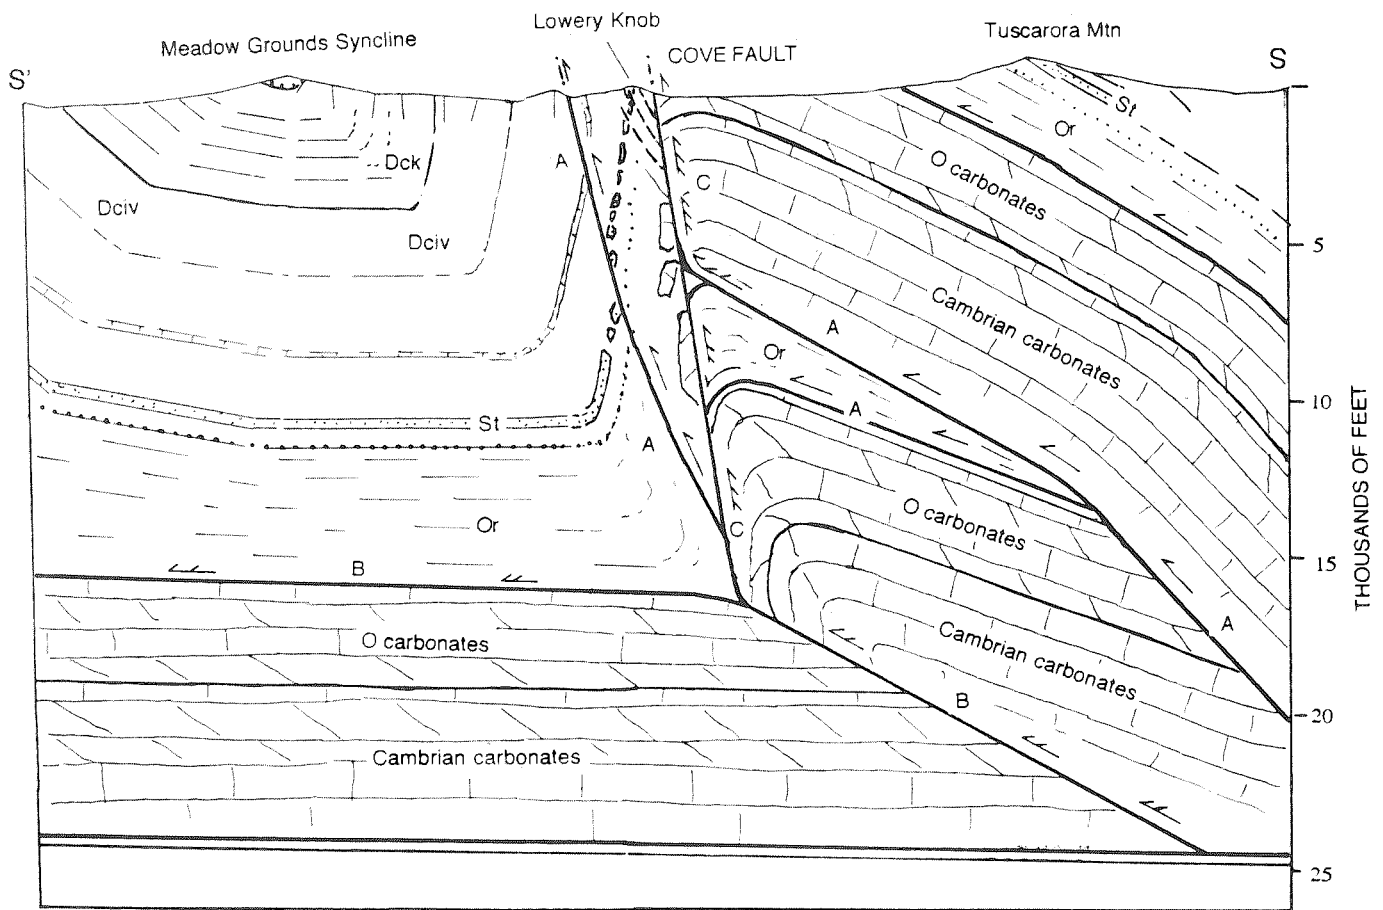 Lowery Knob
Tuscarora Mtn
Meadow Grounds Syncline
COVE FAULT
S'
S
St
Or
A
Dck
C
O carbonates
Dciv
Dciv
5
Cambrian carbonates
A
Or
10
A
St
A
O carbonates
Or
C
15
B
A
O carbonates
Cambrian carbonates
B
20
Cambrian carbonates
25
THOUSANDS OF FEET